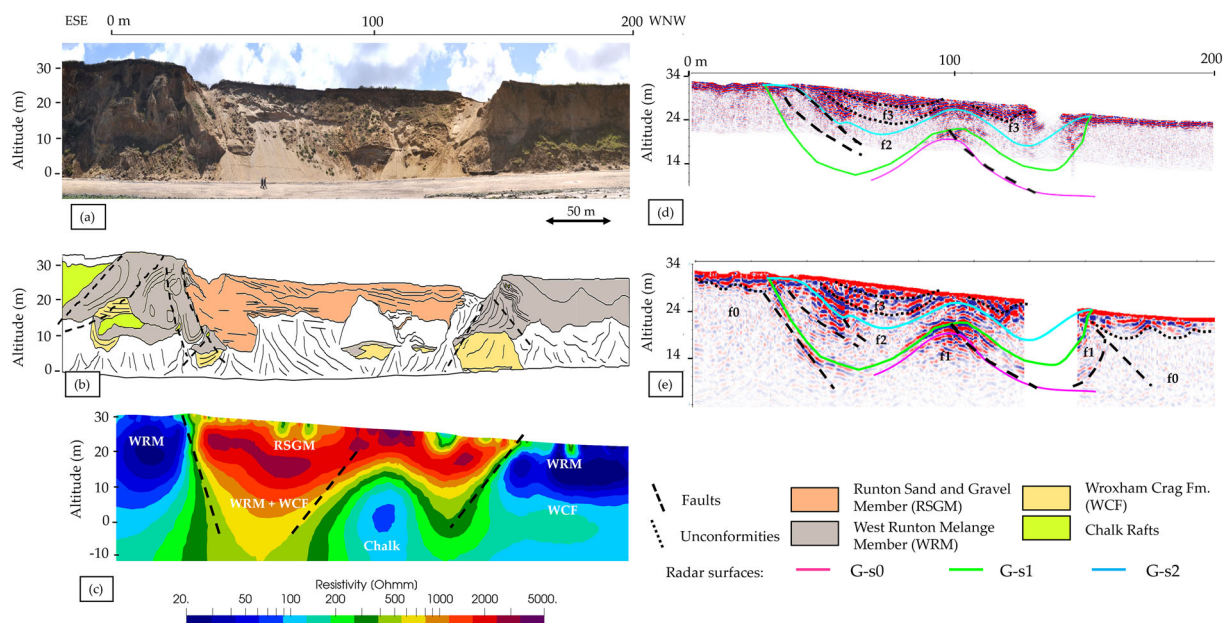 ESE
0 m
100
200
WNW
Altitude (m)
30
20
10
0
(a)
50 m
Altitude (m)
30
20
10
0
(b)
Altitude (m)
30
20
10
0
-10
WRM
RSGM
WRM + WCF
Chalk
WRM
WCF
(c)
Resistivity [Ohmm]
20.
50
100
200
500
1000
2000
5000.
0 m
100
200
Altitude (m)
34
24
14
f3
f3
f2
(d)
Altitude (m)
34
24
14
f0
f3
f2
f1
f1
f0
(e)
Faults
Unconformities
Runton Sand and Gravel
Member (RSGM)
West Runton Melange
Member (WRM)
Wroxham Crag Fm.
(WCF)
Chalk Rafts
Radar surfaces:
G-s0
G-s1
G-s2